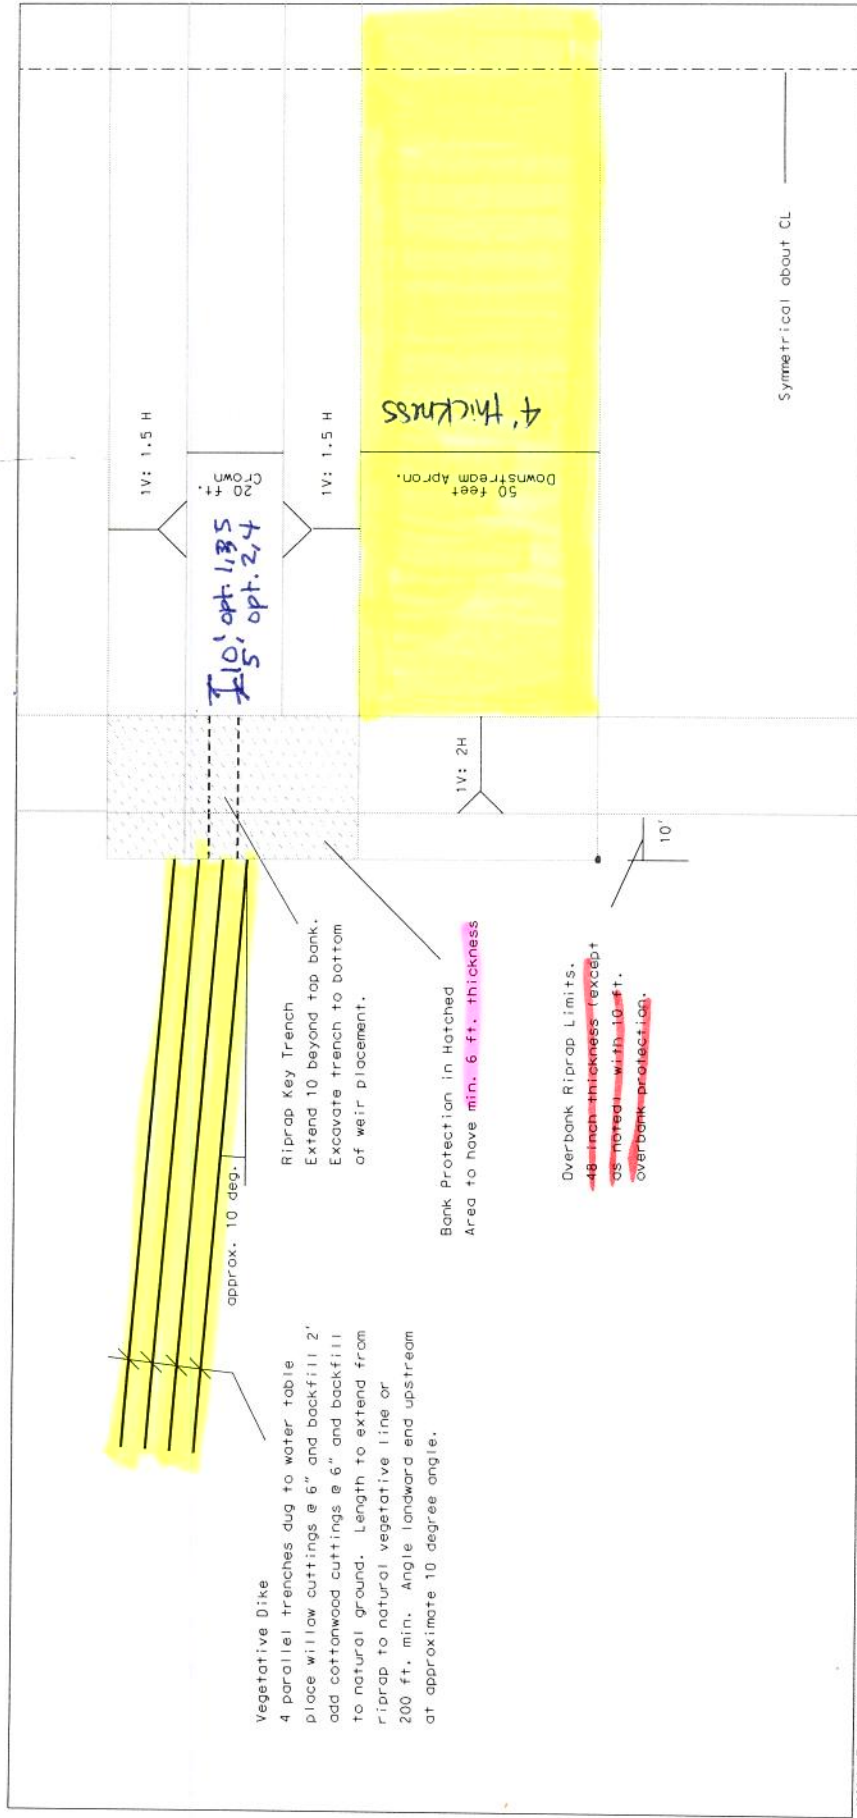 Vegetative Dike
4 parallel trenches dug to water table
place willow cuttings @ 6" and backfill 2'
add cottonwood cuttings @ 6" and backfill
to natural ground. Length to extend from
riprap to natural vegetative line or
200 ft. min. Angle landward end upstream
at approximate 10 degree angle.
approx. 10 deg.
Riprap Key Trench
Extend 10 beyond top bank.
Excavate trench to bottom
of weir placement.
Bank Protection in Hatched
Area to have min. 6 ft. thickness
Overbank Riprap Limits.
48 inch thickness (except
as noted) with 10 ft.
overbank protection.
10'
1V: 2H
1V: 1.5 H
20 ft.
Crown
10' opt. 1,3,5
5' opt. 2,4
1V: 1.5 H
50 feet
Downstream Apron.
4' thickness
Symmetrical about CL